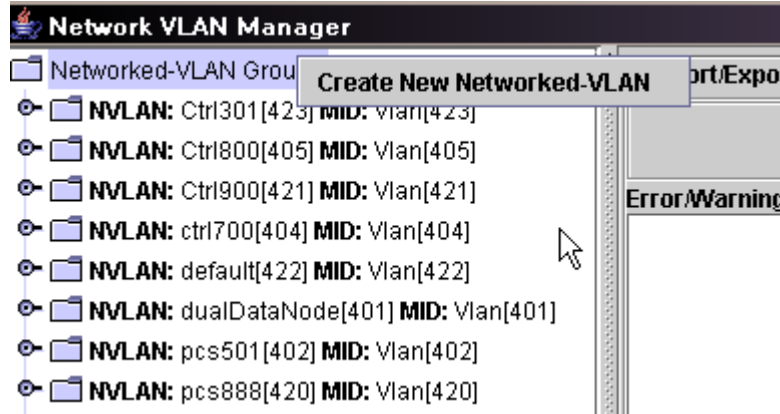 Network VLAN Manager
Networked-VLAN Grou
Create New Networked-VLAN
ort/Expo
NVLAN: Ctrl301[423] MID: Vlan[423]
NVLAN: Ctrl800[405] MID: Vlan[405]
NVLAN: Ctrl900[421] MID: Vlan[421]
Error/Warning
NVLAN: ctrl700[404] MID: Vlan[404]
NVLAN: default[422] MID: Vlan[422]
NVLAN: dualDataNode[401] MID: Vlan[401]
NVLAN: pcs501[402] MID: Vlan[402]
NVLAN: pcs888[420] MID: Vlan[420]